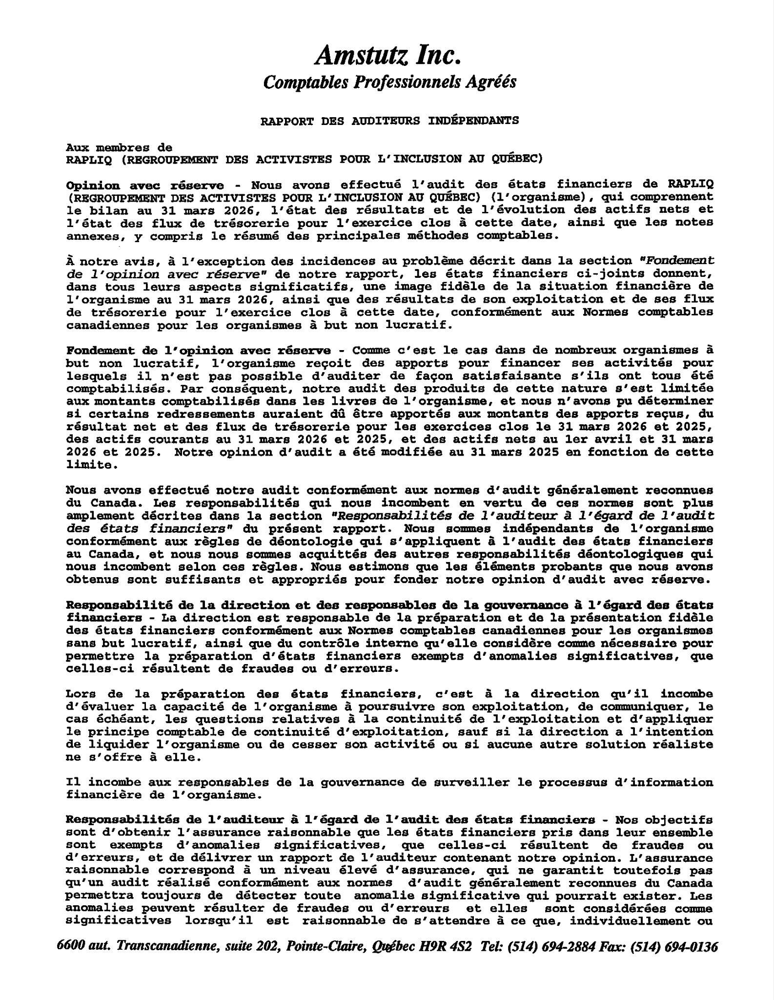 Amstutz Inc.
Comptables Professionnels Agréés
RAPPORT DES AUDITEURS INDÉPENDANTS
Aux membres de
RAPLIQ (REGROUPEMENT DES ACTIVISTES POUR L'INCLUSION AU QUÉBEC)
Opinion avec réserve - Nous avons effectué l'audit des états financiers de RAPLIQ
(REGROUPEMENT DES ACTIVISTES POUR L'INCLUSION AU QUÉBEC) (l'organisme), qui comprennent
le bilan au 31 mars 2026, l'état des résultats et de l'évolution des actifs nets et
l'état des flux de trésorerie pour l'exercice clos à cette date, ainsi que les notes
annexes, y compris le résumé des principales méthodes comptables.
À notre avis, à l'exception des incidences au problème décrit dans la section "Fondement
de l'opinion avec réserve" de notre rapport, les états financiers ci-joints donnent,
dans tous leurs aspects significatifs, une image fidèle de la situation financière de
l'organisme au 31 mars 2026, ainsi que des résultats de son exploitation et de ses flux
de trésorerie pour l'exercice clos à cette date, conformément aux Normes comptables
canadiennes pour les organismes à but non lucratif.
Fondement de l'opinion avec réserve - Comme c'est le cas dans de nombreux organismes à
but non lucratif, l'organisme reçoit des apports pour financer ses activités pour
lesquels il n'est pas possible d'auditer de façon satisfaisante s'ils ont tous été
comptabilisés. Par conséquent, notre audit des produits de cette nature s'est limitée
aux montants comptabilisés dans les livres de l'organisme, et nous n'avons pu déterminer
si certains redressements auraient dû être apportés aux montants des apports reçus, du
résultat net et des flux de trésorerie pour les exercices clos le 31 mars 2026 et 2025,
des actifs courants au 31 mars 2026 et 2025, et des actifs nets au 1er avril et 31 mars
2026 et 2025. Notre opinion d'audit a été modifiée au 31 mars 2025 en fonction de cette
limite.
Nous avons effectué notre audit conformément aux normes d'audit généralement reconnues
du Canada. Les responsabilités qui nous incombent en vertu de ces normes sont plus
amplement décrites dans la section "Responsabilités de l'auditeur à l'égard de l'audit
des états financiers" du présent rapport. Nous sommes indépendants de l'organisme
conformément aux règles de déontologie qui s'appliquent à l'audit des états financiers
au Canada, et nous nous sommes acquittés des autres responsabilités déontologiques qui
nous incombent selon ces règles. Nous estimons que les éléments probants que nous avons
obtenus sont suffisants et appropriés pour fonder notre opinion d'audit avec réserve.
Responsabilité de la direction et des responsables de la gouvernance à l'égard des états
financiers - La direction est responsable de la préparation et de la présentation fidèle
des états financiers conformément aux Normes comptables canadiennes pour les organismes
sans but lucratif, ainsi que du contrôle interne qu'elle considère comme nécessaire pour
permettre la préparation d'états financiers exempts d'anomalies significatives, que
celles-ci résultent de fraudes ou d'erreurs.
Lors de la préparation des états financiers, c'est à la direction qu'il incombe
d'évaluer la capacité de l'organisme à poursuivre son exploitation, de communiquer, le
cas échéant, les questions relatives à la continuité de l'exploitation et d'appliquer
le principe comptable de continuité d'exploitation, sauf si la direction a l'intention
de liquider l'organisme ou de cesser son activité ou si aucune autre solution réaliste
ne s'offre à elle.
Il incombe aux responsables de la gouvernance de surveiller le processus d'information
financière de l'organisme.
Responsabilités de l'auditeur à l'égard de l'audit des états financiers - Nos objectifs
sont d'obtenir l'assurance raisonnable que les états financiers pris dans leur ensemble
sont exempts d'anomalies significatives, que celles-ci résultent de fraudes ou
d'erreurs, et de délivrer un rapport de l'auditeur contenant notre opinion. L'assurance
raisonnable correspond à un niveau élevé d'assurance, qui ne garantit toutefois pas
qu'un audit réalisé conformément aux normes d'audit généralement reconnues du Canada
permettra toujours de détecter toute anomalie significative qui pourrait exister. Les
anomalies peuvent résulter de fraudes ou d'erreurs et elles sont considérées comme
significatives lorsqu'il est raisonnable de s'attendre à ce que, individuellement ou
6600 aut. Transcanadienne, suite 202, Pointe-Claire, Québec H9R 4S2 Tel: (514) 694-2884 Fax: (514) 694-0136